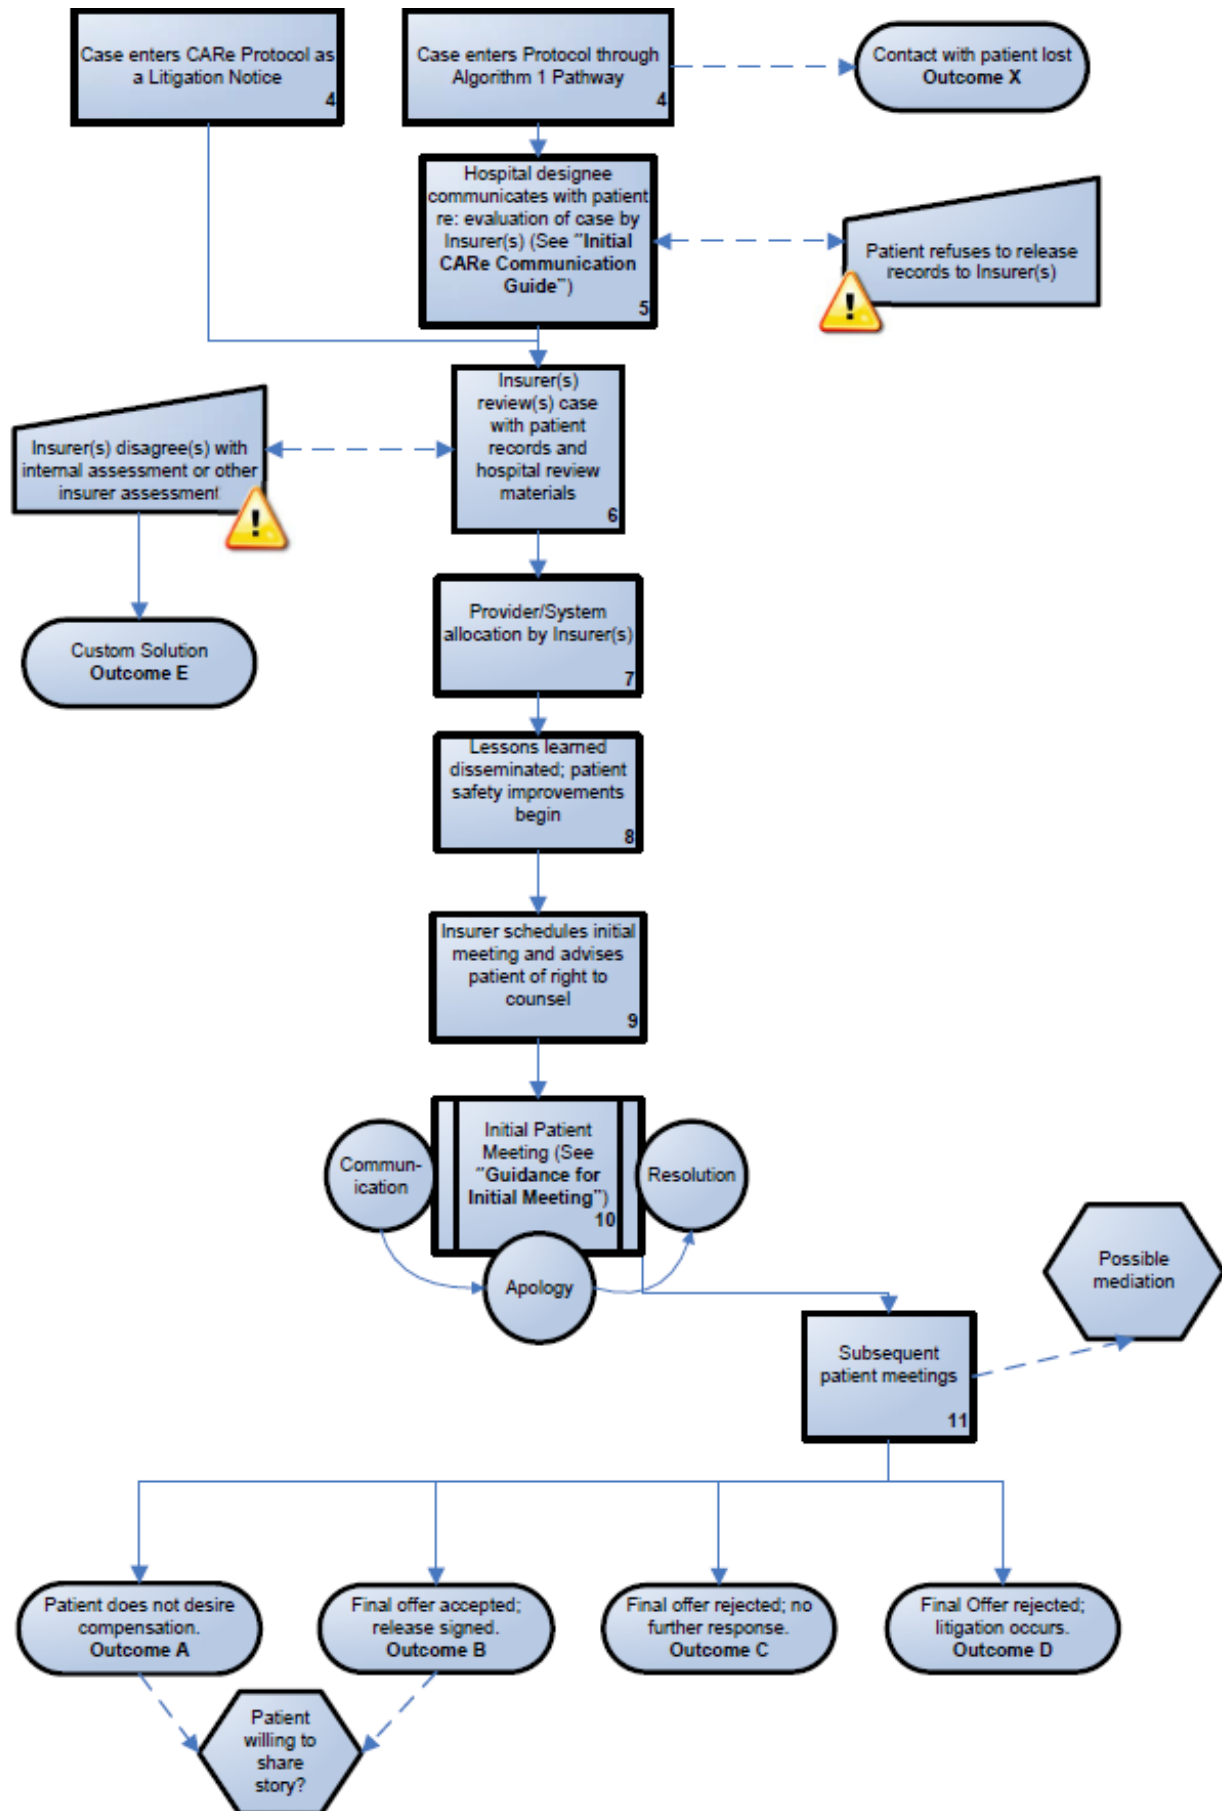 Case enters CARe Protocol as
a Litigation Notice
4
Case enters Protocol through
Algorithm 1 Pathway
4
Contact with patient lost
Outcome X
Hospital designee
communicates with patient
re: evaluation of case by
Insurer(s) (See "Initial
CARe Communication
Guide")
5
Patient refuses to release
records to Insurer(s)
!
Insurer(s)
review(s) case
with patient
records and
hospital review
materials
6
Insurer(s) disagree(s) with
internal assessment or other
insurer assessment
!
Custom Solution
Outcome E
Provider/System
allocation by Insurer(s)
7
Lessons learned
disseminated; patient
safety improvements
begin
8
Insurer schedules initial
meeting and advises
patient of right to
counsel
9
Initial Patient
Meeting (See
"Guidance for
Initial Meeting")
10
Commun-
ication
Apology
Resolution
Possible
mediation
Subsequent
patient meetings
11
Patient does not desire
compensation.
Outcome A
Final offer accepted;
release signed.
Outcome B
Final offer rejected; no
further response.
Outcome C
Final Offer rejected;
litigation occurs.
Outcome D
Patient
willing to
share
story?